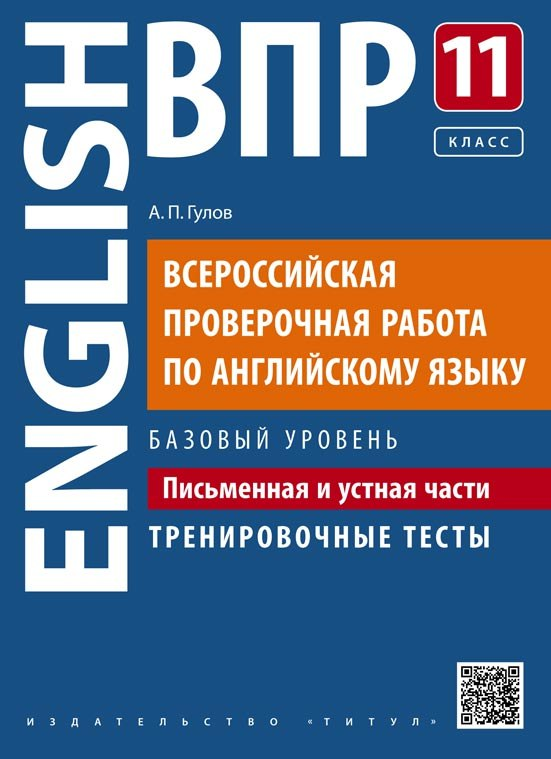 ENGLISH
ВПР
11
КЛАСС
А. П. Гулов
ВСЕРОССИЙСКАЯ
ПРОВЕРОЧНАЯ РАБОТА
ПО АНГЛИЙСКОМУ ЯЗЫКУ
БАЗОВЫЙ УРОВЕНЬ
Письменная и устная части
ТРЕНИРОВОЧНЫЕ ТЕСТЫ
ИЗДАТЕЛЬСТВО «ТИТУЛ»